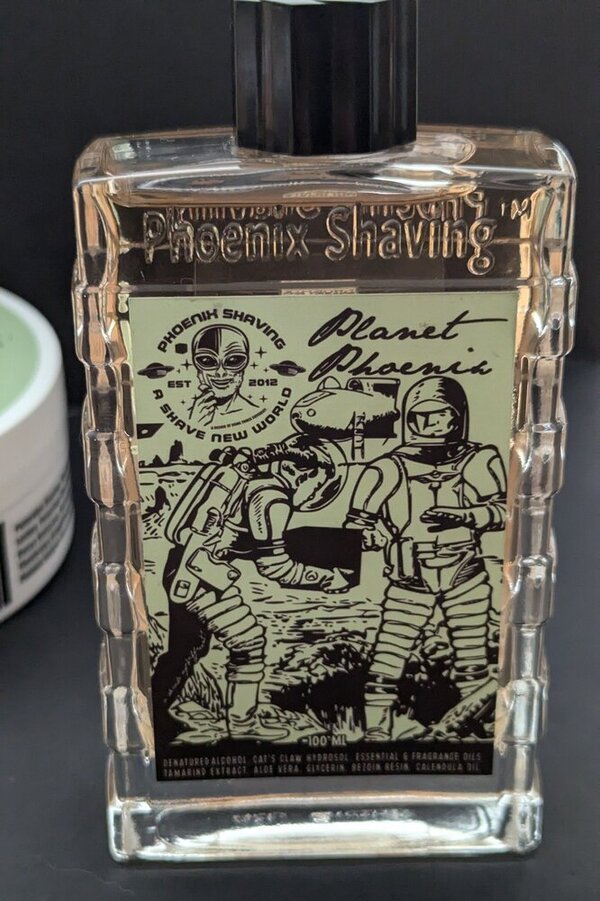 Phoenix Shaving
PHOENIX SHAVING
EST 2012
A SHAVE NEW WORLD
Planet
Phoenix
~100 ML
DENATURED ALCOHOL, CAT'S CLAW HYDROSOL, ESSENTIAL & FRAGRANCE OILS
TAMARIND EXTRACT, ALOE VERA, GLYCERIN, BEZOIN RESIN, CALENDULA OIL